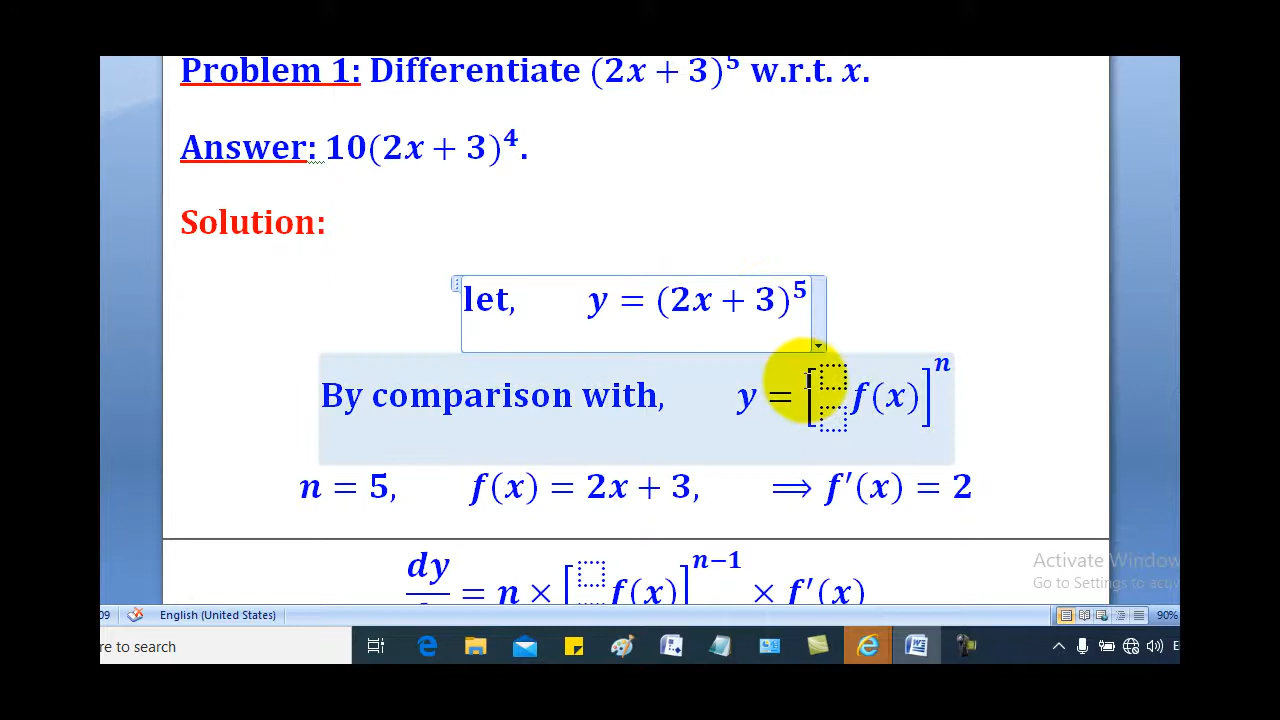 Problem 1: Differentiate (2x + 3)⁵ w.r.t. x.
Answer: 10(2x + 3)⁴.
Solution:
let, y = (2x + 3)⁵
By comparison with, y = [f(x)]ⁿ
n = 5, f(x) = 2x + 3, ⟹ f′(x) = 2
dy = n × [f(x)]ⁿ⁻¹ × f′(x)
Activate Window
Go to Settings to activ
09 English (United States) 90%
re to search